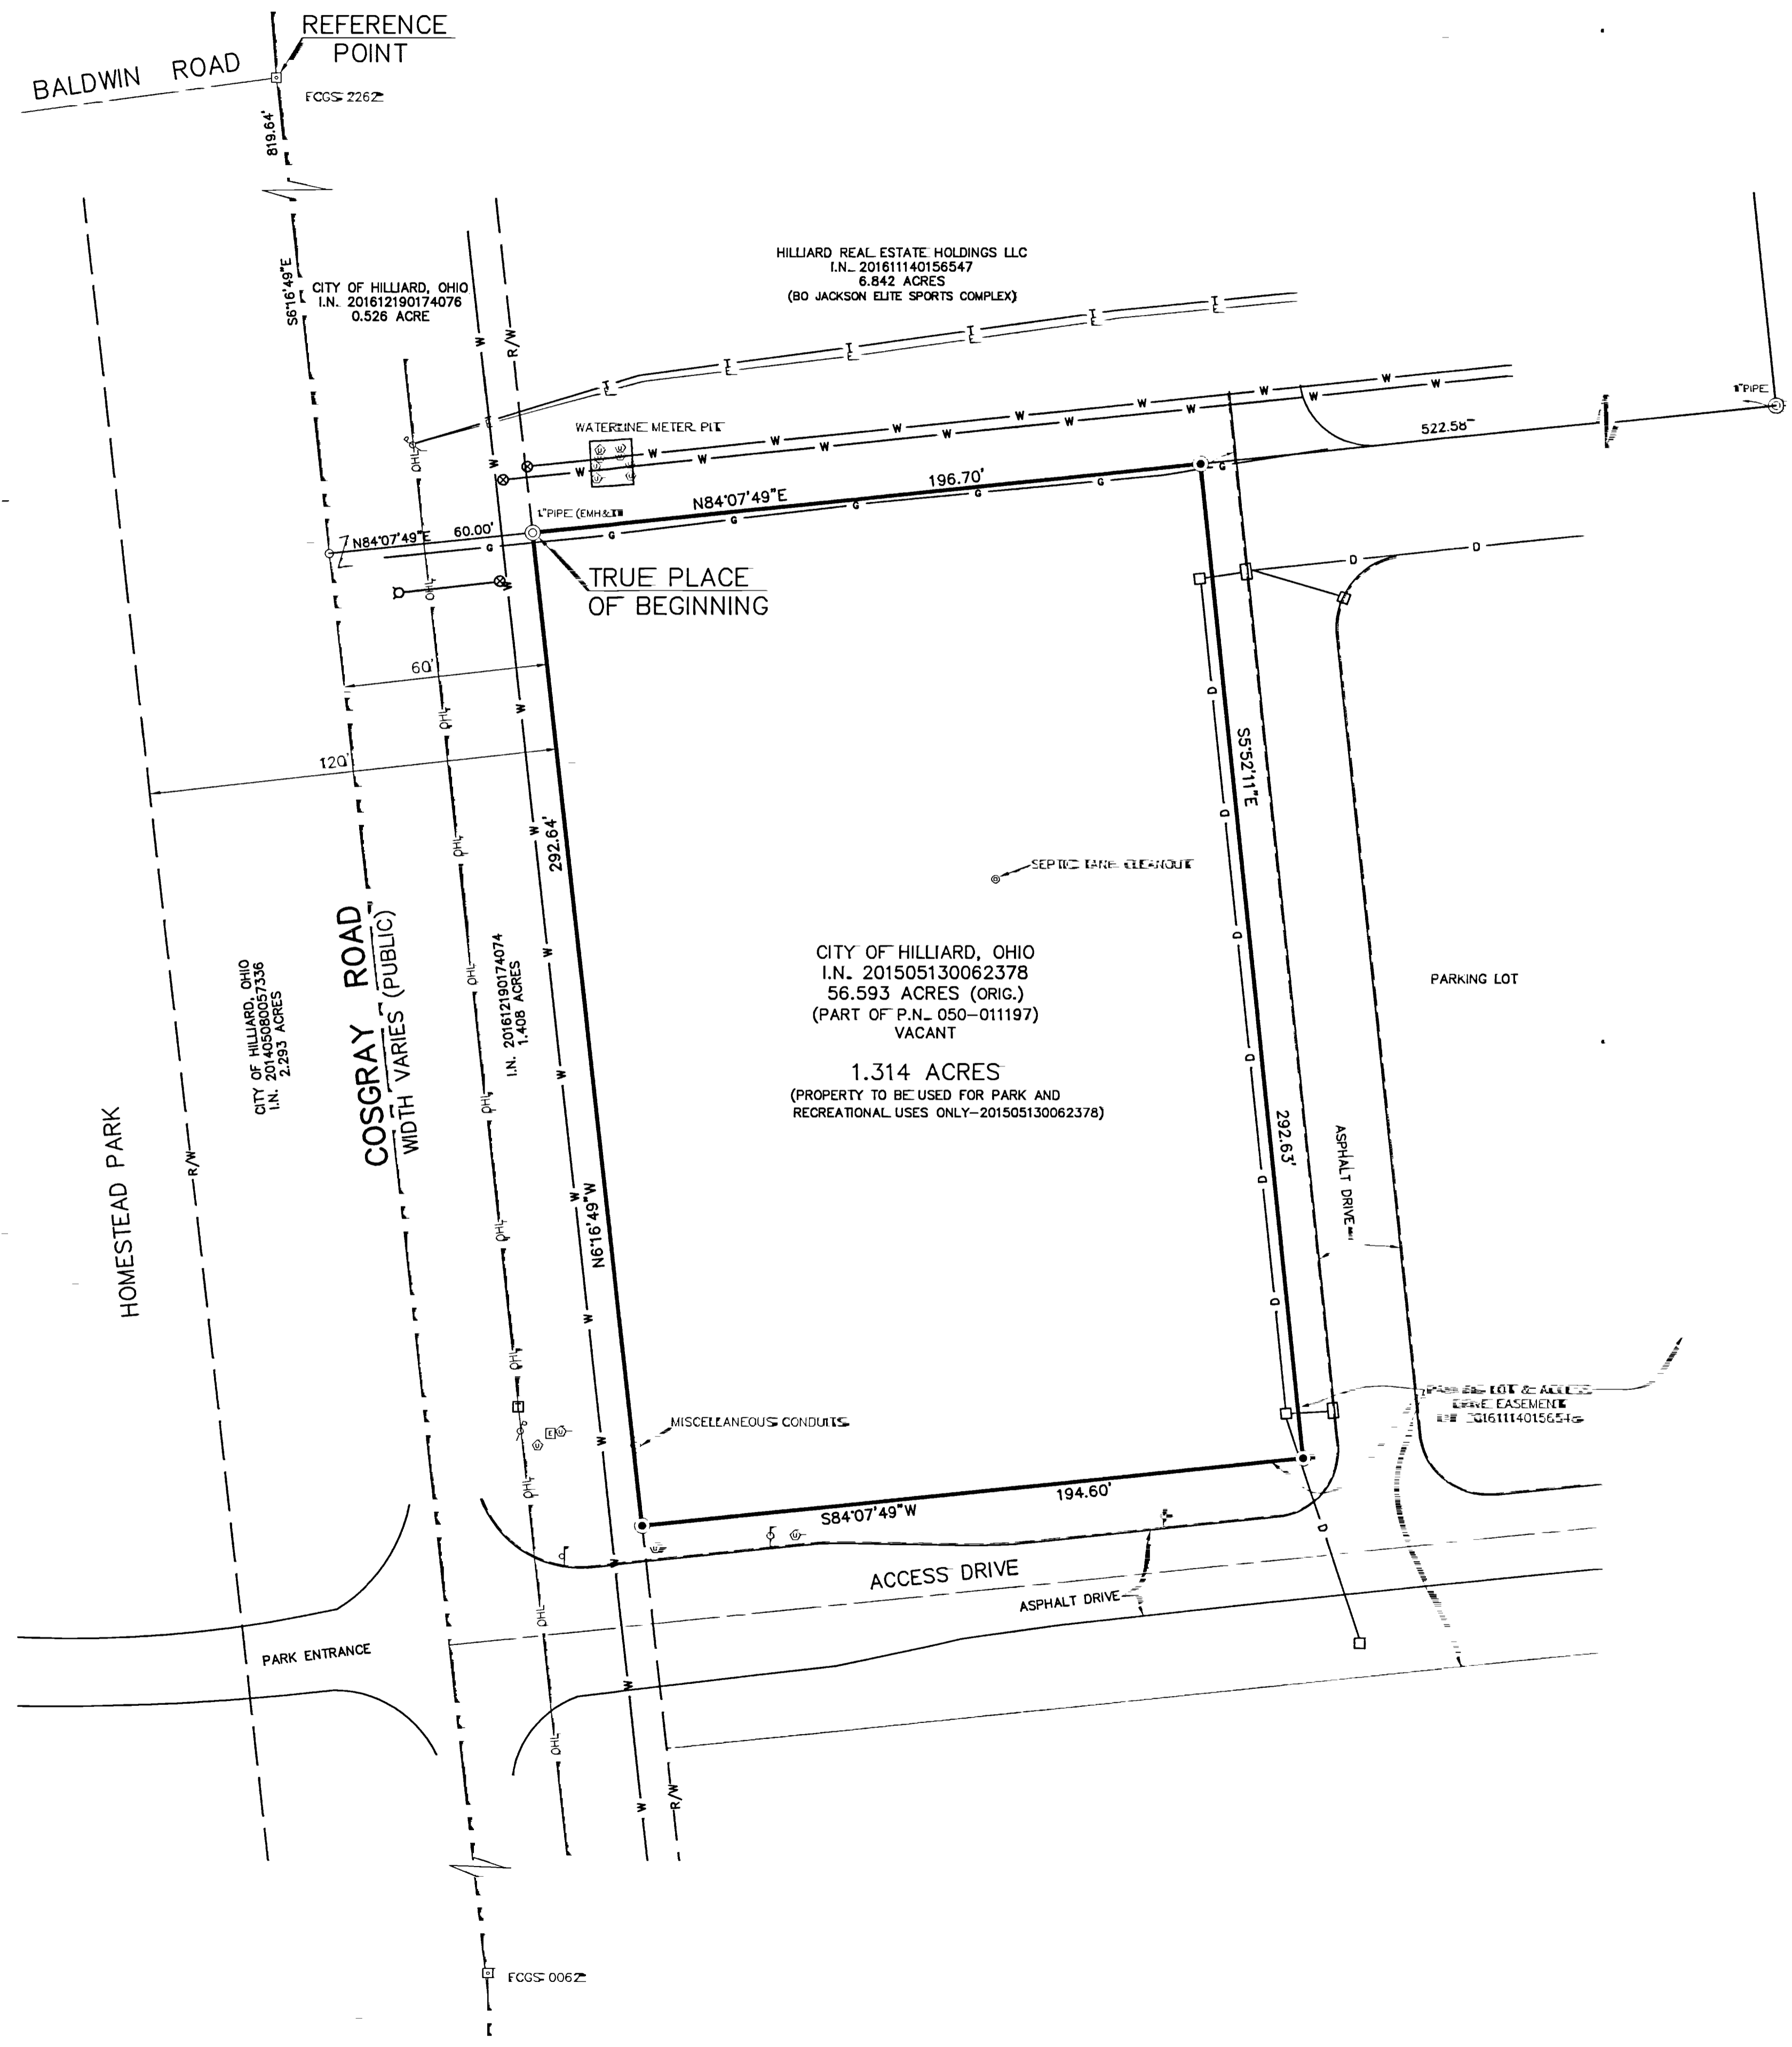 REFERENCE
POINT
BALDWIN ROAD
FCGS 2262
819.64'
S6°16'49"E
CITY OF HILLIARD, OHIO
I.N. 201612190174076
0.526 ACRE
R/W
HILLIARD REAL ESTATE HOLDINGS LLC
I.N. 201611140156547
6.842 ACRES
(BO JACKSON ELITE SPORTS COMPLEX)
WATERLINE METER PIT
1" PIPE
522.58'
196.70'
N84°07'49"E
1" PIPE (EMH&T)
N84°07'49"E 60.00'
TRUE PLACE
OF BEGINNING
60'
120'
292.64'
N6°16'49"W
S5°52'11"E
292.63'
SEPTIC TANK CLEANOUT
CITY OF HILLIARD, OHIO
I.N. 201505130062378
56.593 ACRES (ORIG.)
(PART OF P.N. 050-011197)
VACANT
1.314 ACRES
(PROPERTY TO BE USED FOR PARK AND
RECREATIONAL USES ONLY-201505130062378)
PARKING LOT
ASPHALT DRIVE
COSGRAY ROAD
WIDTH VARIES (PUBLIC)
I.N. 201612190174074
1.408 ACRES
CITY OF HILLIARD, OHIO
I.N. 201405080057336
2.293 ACRES
HOMESTEAD PARK
R/W
MISCELLANEOUS CONDUITS
LOT & ACCESS
DRIVE EASEMENT
194.60'
S84°07'49"W
ACCESS DRIVE
ASPHALT DRIVE
PARK ENTRANCE
R/W
FCGS 0062